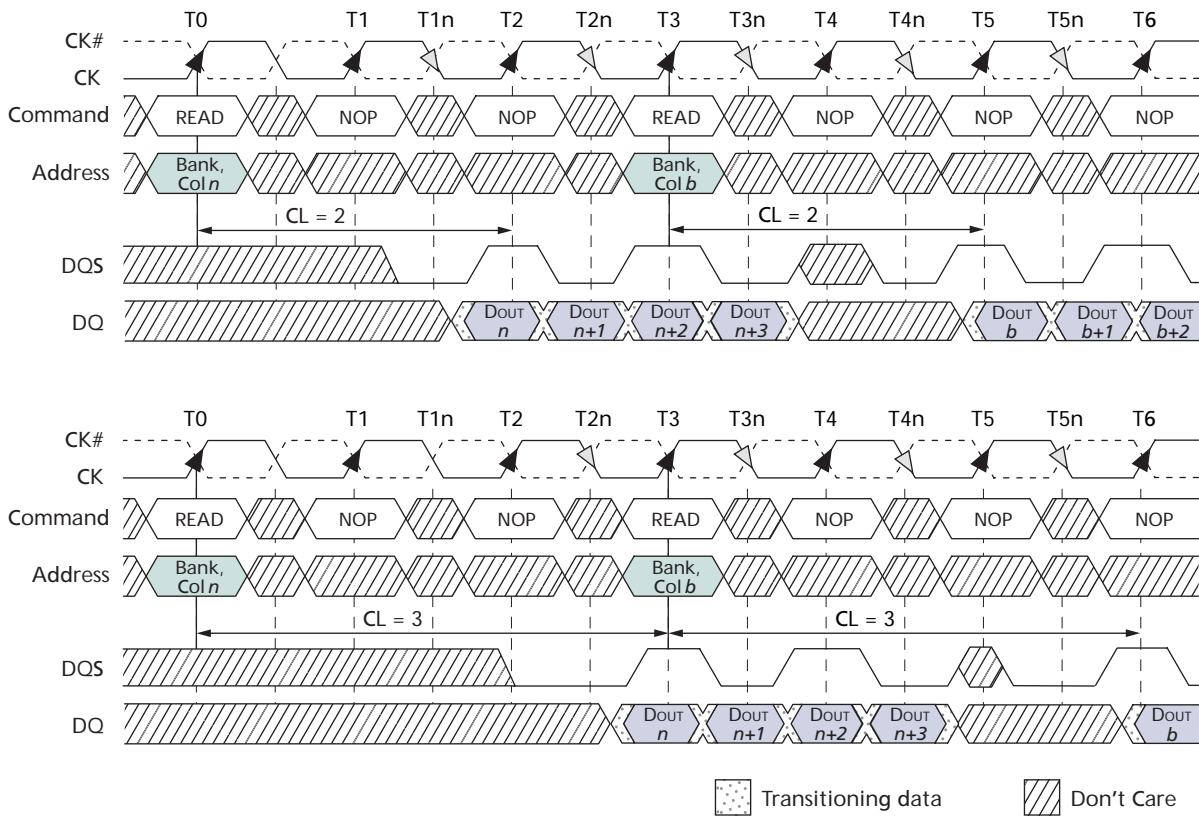 T0 T1 T1n T2 T2n T3 T3n T4 T4n T5 T5n T6
CK#
CK
Command READ NOP NOP READ NOP NOP NOP
Address Bank, Col n Bank, Col b
CL = 2 CL = 2
DQS
DQ DOUT n DOUT n+1 DOUT n+2 DOUT n+3 DOUT b DOUT b+1 DOUT b+2
T0 T1 T1n T2 T2n T3 T3n T4 T4n T5 T5n T6
CK#
CK
Command READ NOP NOP READ NOP NOP NOP
Address Bank, Col n Bank, Col b
CL = 3 CL = 3
DQS
DQ DOUT n DOUT n+1 DOUT n+2 DOUT n+3 DOUT b
Transitioning data Don't Care